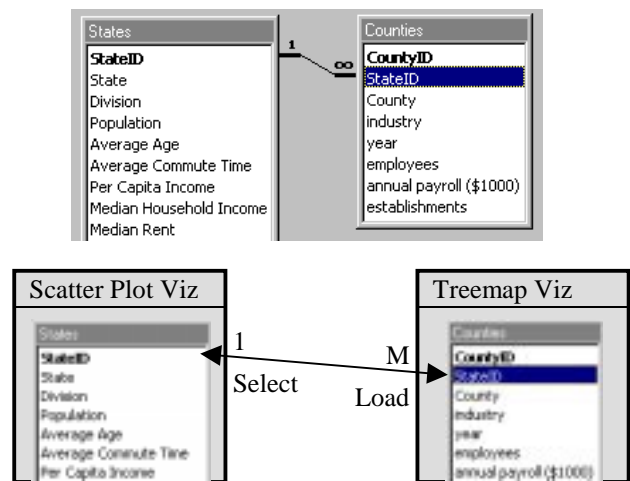 States
StateID
State
Division
Population
Average Age
Average Commute Time
Per Capita Income
Median Household Income
Median Rent
1
∞
Counties
CountyID
StateID
County
industry
year
employees
annual payroll ($1000)
establishments
Scatter Plot Viz
States
StateID
State
Division
Population
Average Age
Average Commute Time
Per Capita Income
1
Select
M
Load
Treemap Viz
Counties
CountyID
StateID
County
industry
year
employees
annual payroll ($1000)